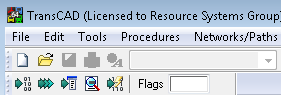 TransCAD (Licensed to Resource Systems Group
File Edit Tools Procedures Networks/Paths
Flags